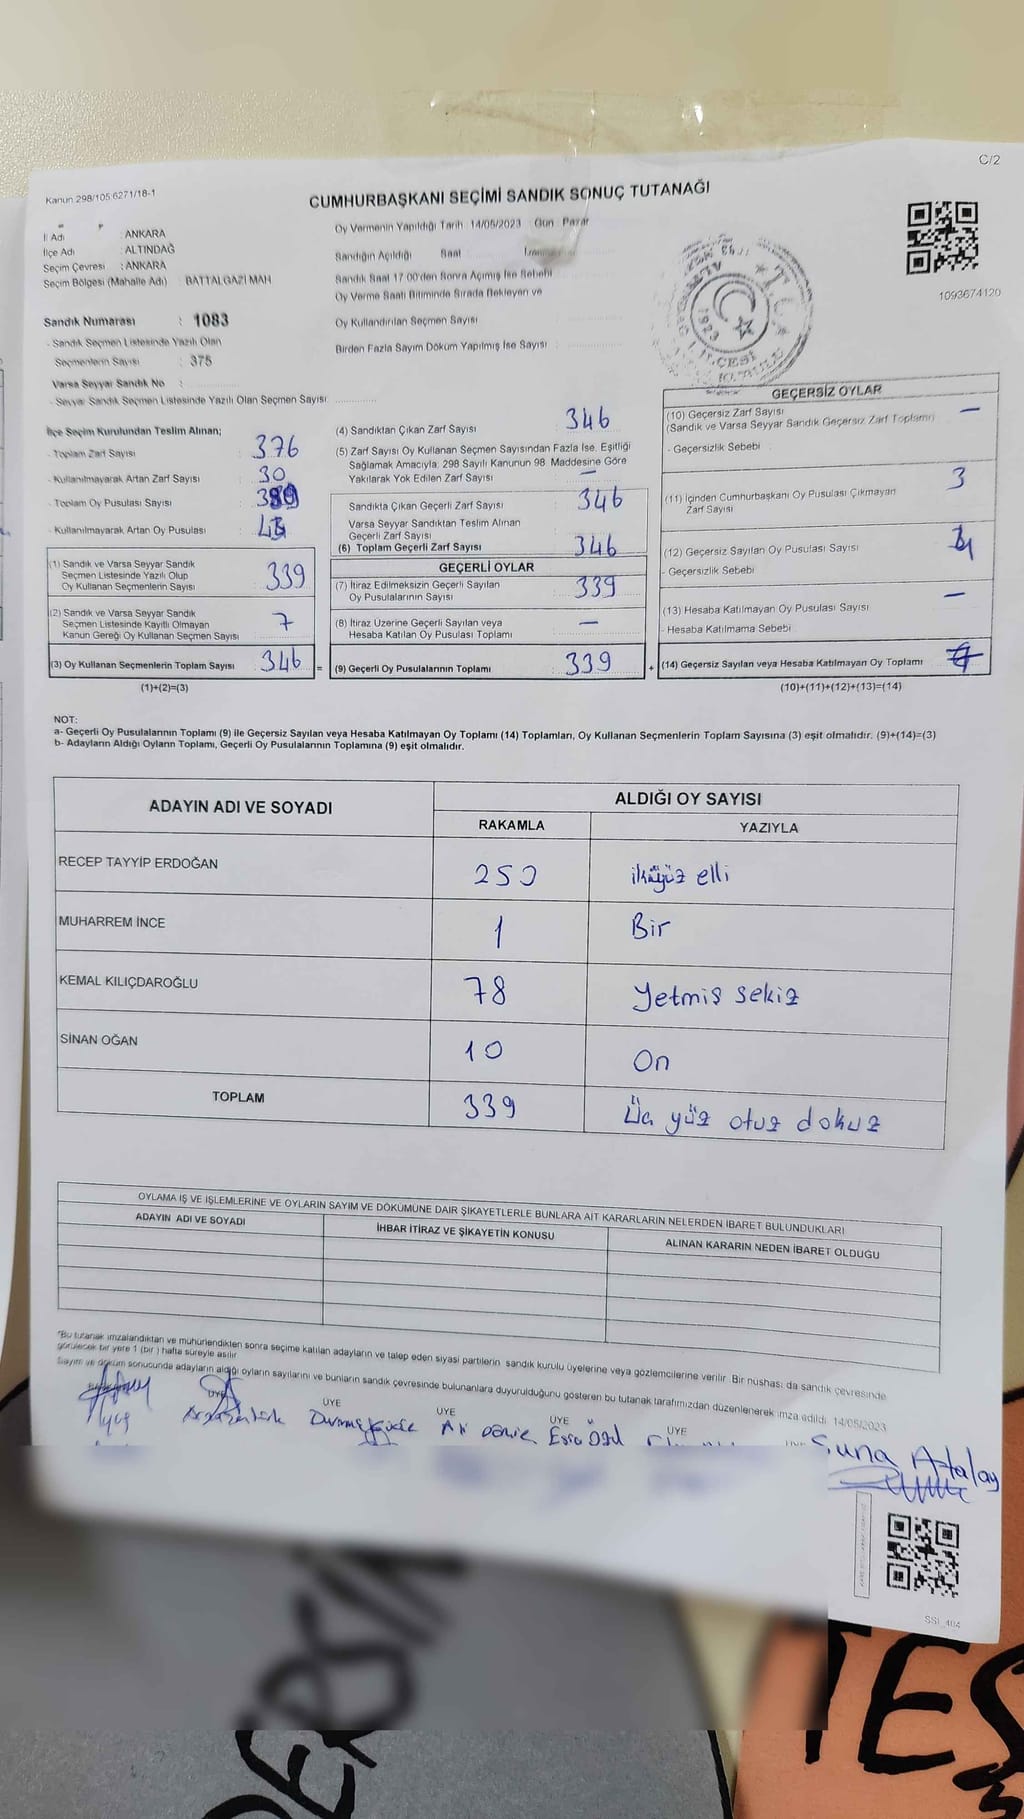 C/2
Kanun 298/105 6271/18-1
CUMHURBAŞKANI SEÇİMİ SANDIK SONUÇ TUTANAĞI
İl Adı : ANKARA
İlçe Adı : ALTINDAĞ
Seçim Çevresi : ANKARA
Seçim Bölgesi (Mahalle Adı) : BATTALGAZİ MAH
Sandık Numarası : 1083
- Sandık Seçmen Listesinde Yazılı Olan
Seçmenlerin Sayısı : 375
Varsa Seyyar Sandık No :
- Seyyar Sandık Seçmen Listesinde Yazılı Olan Seçmen Sayısı
Oy Vermenin Yapıldığı Tarih : 14/05/2023 Gün : Pazar
Sandığın Açıldığı Saat
Sandık Saat 17.00'den Sonra Açımış İse Sebebi
Oy Verme Saati Bitiminde Sırada Bekleyen ve
Oy Kullandırılan Seçmen Sayısı
Birden Fazla Sayım Döküm Yapılmış İse Sayısı
1093674120
İlçe Seçim Kurulundan Teslim Alınan;
- Toplam Zarf Sayısı : 376
- Kullanılmayarak Artan Zarf Sayısı : 30
- Toplam Oy Pusulası Sayısı
- Kullanılmayarak Artan Oy Pusulası
(1) Sandık ve Varsa Seyyar Sandık
Seçmen Listesinde Yazılı Olup
Oy Kullanan Seçmenlerin Sayısı 339
(2) Sandık ve Varsa Seyyar Sandık
Seçmen Listesinde Kayıtlı Olmayan
Kanun Gereği Oy Kullanan Seçmen Sayısı 7
(3) Oy Kullanan Seçmenlerin Toplam Sayısı 346 =
(1)+(2)=(3)
(4) Sandıktan Çıkan Zarf Sayısı 346
(5) Zarf Sayısı Oy Kullanan Seçmen Sayısından Fazla İse, Eşitliği
Sağlamak Amacıyla; 298 Sayılı Kanunun 98. Maddesine Göre
Yakılarak Yok Edilen Zarf Sayısı —
Sandıkta Çıkan Geçerli Zarf Sayısı 346
Varsa Seyyar Sandıktan Teslim Alınan
Geçerli Zarf Sayısı
(6) Toplam Geçerli Zarf Sayısı 346
GEÇERLİ OYLAR
(7) İtiraz Edilmeksizin Geçerli Sayılan
Oy Pusulalarının Sayısı 339
(8) İtiraz Üzerine Geçerli Sayılan veya
Hesaba Katılan Oy Pusulası Toplamı —
(9) Geçerli Oy Pusulalarının Toplamı 339 +
GEÇERSİZ OYLAR
(10) Geçersiz Zarf Sayısı —
(Sandık ve Varsa Seyyar Sandık Geçersiz Zarf Toplamı)
- Geçersizlik Sebebi
(11) İçinden Cumhurbaşkanı Oy Pusulası Çıkmayan
Zarf Sayısı 3
(12) Geçersiz Sayılan Oy Pusulası Sayısı
- Geçersizlik Sebebi
(13) Hesaba Katılmayan Oy Pusulası Sayısı —
- Hesaba Katılmama Sebebi
(14) Geçersiz Sayılan veya Hesaba Katılmayan Oy Toplamı
(10)+(11)+(12)+(13)=(14)
NOT:
a- Geçerli Oy Pusulalarının Toplamı (9) ile Geçersiz Sayılan veya Hesaba Katılmayan Oy Toplamı (14) Toplamları, Oy Kullanan Seçmenlerin Toplam Sayısına (3) eşit olmalıdır. (9)+(14)=(3)
b- Adayların Aldığı Oyların Toplamı, Geçerli Oy Pusulalarının Toplamına (9) eşit olmalıdır.
ADAYIN ADI VE SOYADI ALDIĞI OY SAYISI
RAKAMLA YAZIYLA
RECEP TAYYİP ERDOĞAN 250 ikiyüz elli
MUHARREM İNCE 1 Bir
KEMAL KILIÇDAROĞLU 78 Yetmiş sekiz
SİNAN OĞAN 10 On
TOPLAM 339 Üç yüz otuz dokuz
OYLAMA İŞ VE İŞLEMLERİNE VE OYLARIN SAYIM VE DÖKÜMÜNE DAİR ŞİKAYETLERLE BUNLARA AİT KARARLARIN NELERDEN İBARET BULUNDUKLARI
ADAYIN ADI VE SOYADI İHBAR İTİRAZ VE ŞİKAYETİN KONUSU ALINAN KARARIN NEDEN İBARET OLDUĞU
*Bu tutanak imzalandıktan ve mühürlendikten sonra seçime katılan adayların ve talep eden siyasi partilerin sandık kurulu üyelerine veya gözlemcilerine verilir. Bir nushası da sandık çevresinde
görülecek bir yere 1 (bir) hafta süreyle asılır.
Sayım ve döküm sonucunda adayların aldığı oyların sayılarını ve bunların sandık çevresinde bulunanlara duyurulduğunu gösteren bu tutanak tarafımızdan düzenlenerek imza edildi. 14/05/2023
ÜYE ÜYE ÜYE ÜYE ÜYE
Suna Atalay
SSI_404
ERSİN
TEŞ